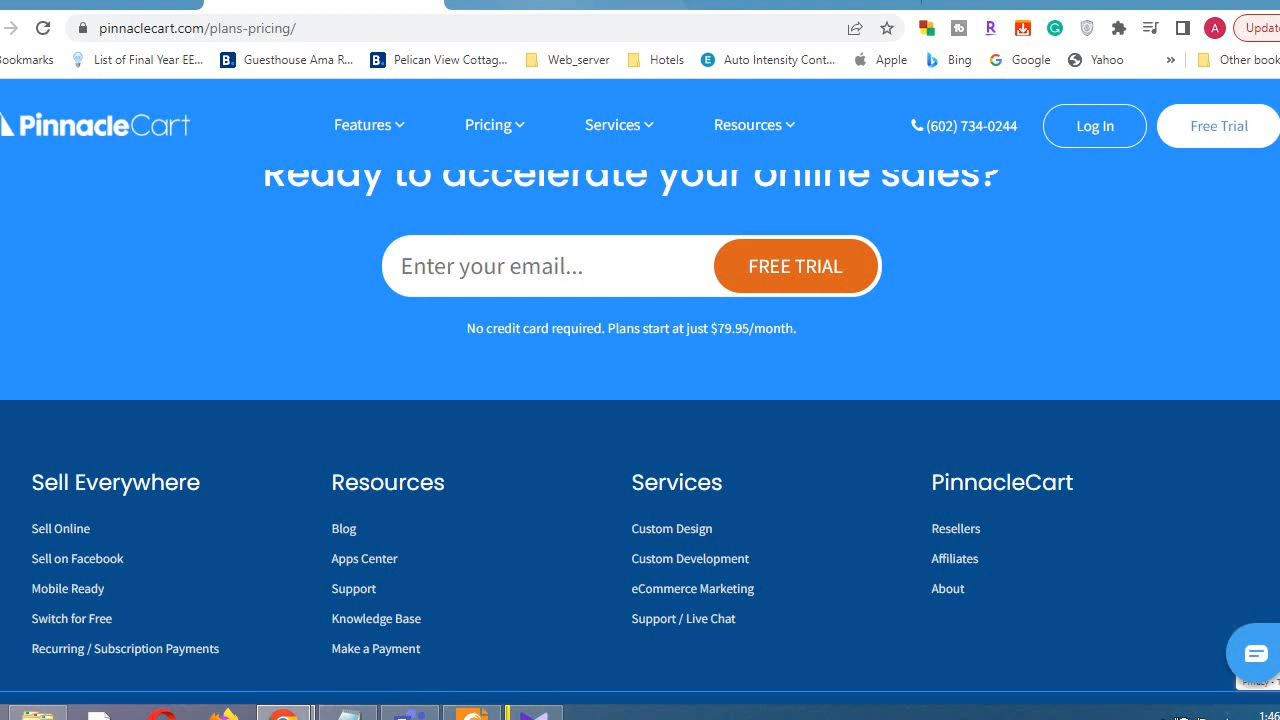 pinnaclecart.com/plans-pricing/
A
Update
ookmarks
List of Final Year EE...
B.
Guesthouse Ama R...
B.
Pelican View Cottag...
Web_server
Hotels
E
Auto Intensity Cont...
Apple
Bing
Google
Yahoo
»
Other book
PinnacleCart
Features
Pricing
Services
Resources
(602) 734-0244
Log In
Free Trial
Ready to accelerate your online sales?
Enter your email...
FREE TRIAL
No credit card required. Plans start at just $79.95/month.
Sell Everywhere
Resources
Services
PinnacleCart
Sell Online
Blog
Custom Design
Resellers
Sell on Facebook
Apps Center
Custom Development
Affiliates
Mobile Ready
Support
eCommerce Marketing
About
Switch for Free
Knowledge Base
Support / Live Chat
Recurring / Subscription Payments
Make a Payment
1:46